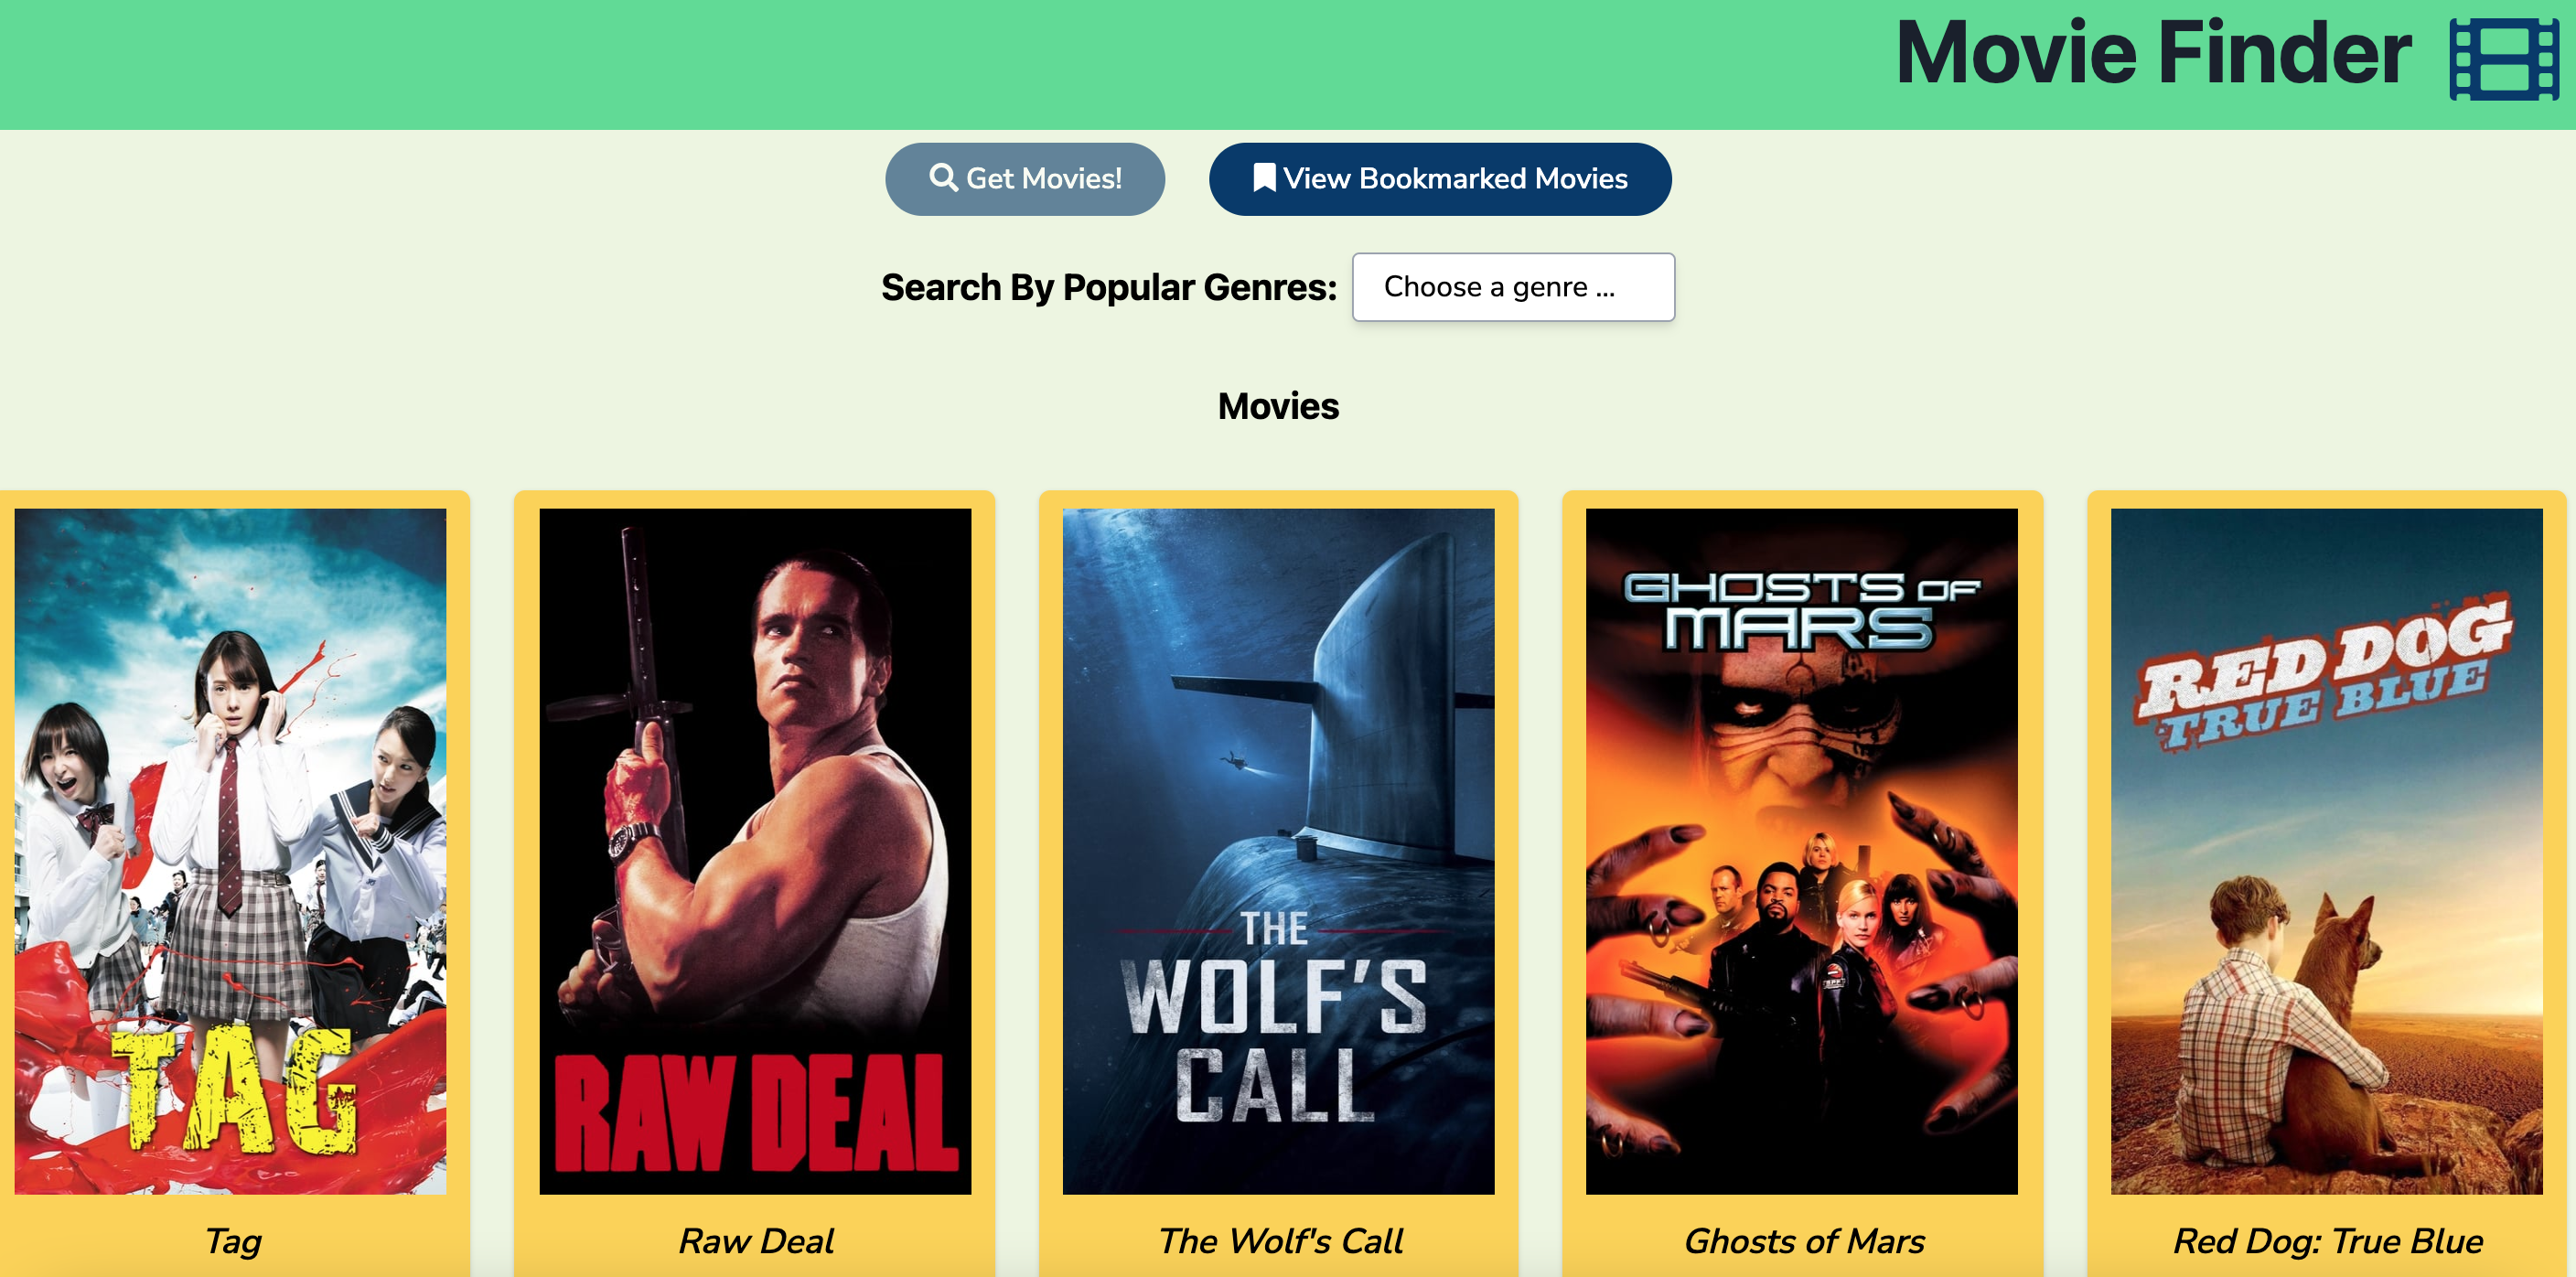 Movie Finder
Get Movies!
View Bookmarked Movies
Search By Popular Genres:
Choose a genre ...
Movies
TAG
RAW DEAL
THE
WOLF'S
CALL
GHOSTS OF
MARS
RED DOG
TRUE BLUE
Tag
Raw Deal
The Wolf's Call
Ghosts of Mars
Red Dog: True Blue